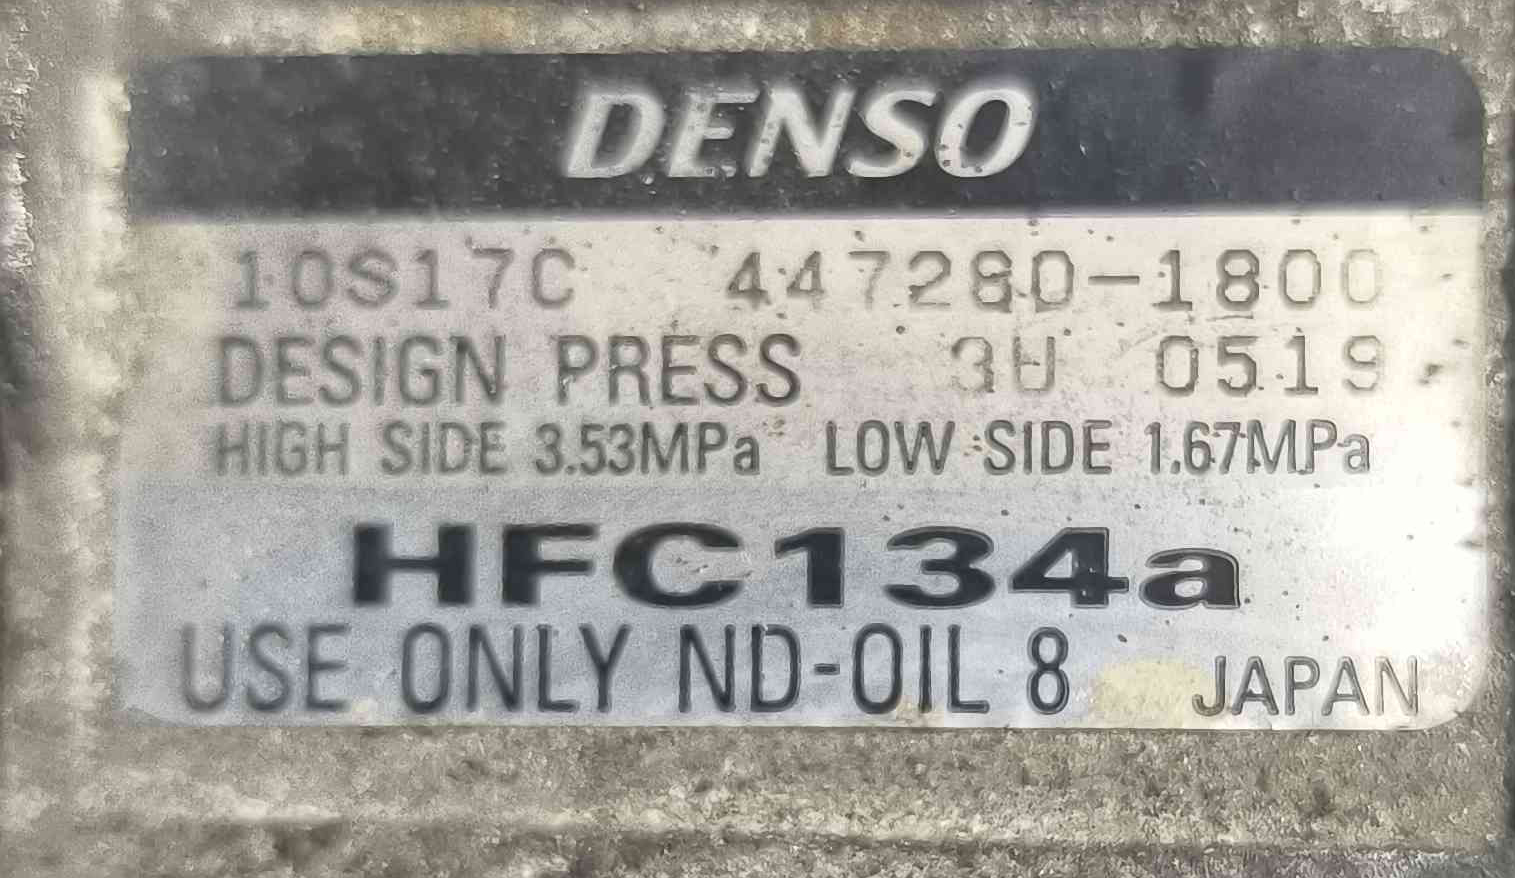 DENSO
10S17C 447280-1800
DESIGN PRESS 0519
HIGH SIDE 3.53MPa LOW SIDE 1.67MPa
HFC134a
USE ONLY ND-OIL 8 JAPAN